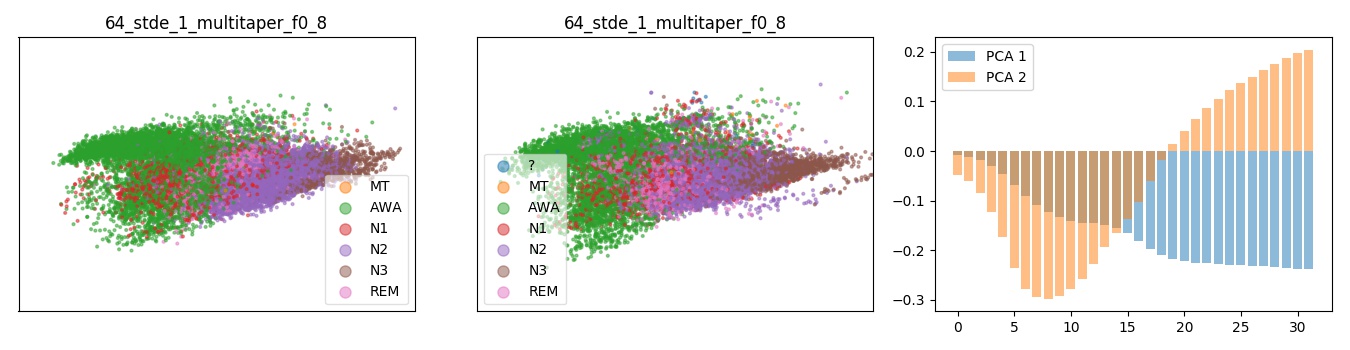 64_stde_1_multitaper_f0_8
MT
AWA
N1
N2
N3
REM
64_stde_1_multitaper_f0_8
?
MT
AWA
N1
N2
N3
REM
PCA 1
PCA 2
0.2
0.1
0.0
−0.1
−0.2
−0.3
0 5 10 15 20 25 30